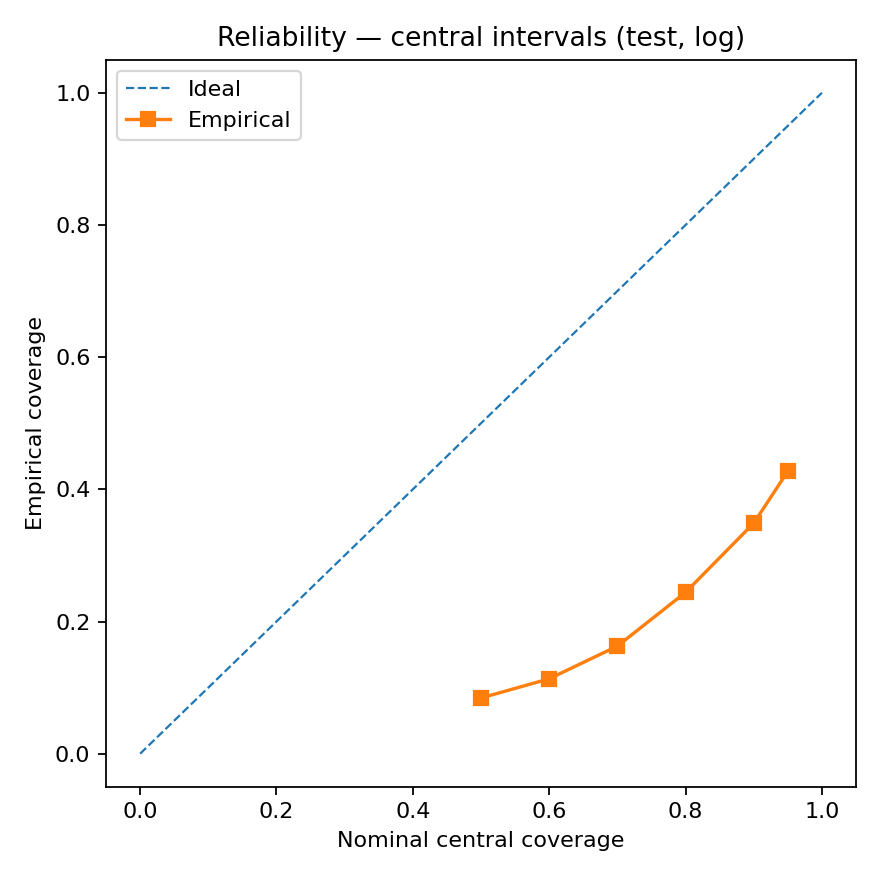 Reliability — central intervals (test, log)
Ideal
Empirical
1.0
0.8
0.6
0.4
0.2
0.0
Empirical coverage
0.0 0.2 0.4 0.6 0.8 1.0
Nominal central coverage